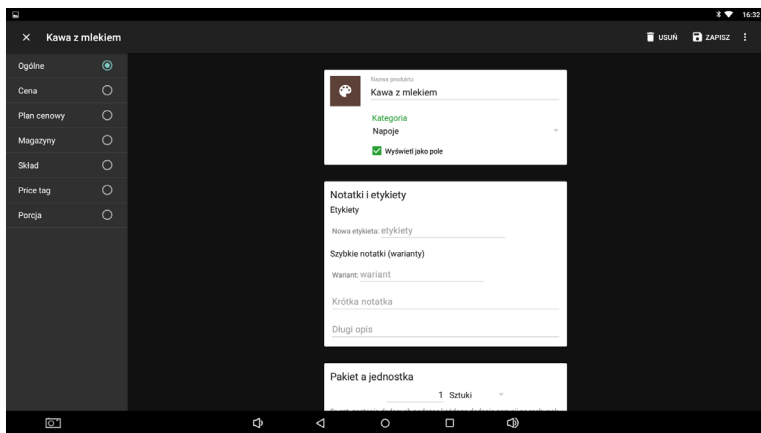 16:32
Kawa z mlekiem
USUŃ
ZAPISZ
Ogólne
Cena
Plan cenowy
Magazyny
Skład
Price tag
Porcja
Nazwa produktu
Kawa z mlekiem
Kategoria
Napoje
Wyświetl jako pole
Notatki i etykiety
Etykiety
Nowa etykieta: etykiety
Szybkie notatki (warianty)
Wariant: wariant
Krótka notatka
Długi opis
Pakiet a jednostka
1 Sztuki